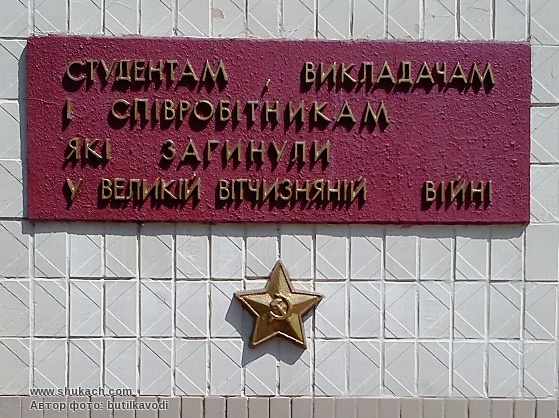 СТУДЕНТАМ, ВИКЛАДАЧАМ
І СПІВРОБІТНИКАМ
ЯКІ ЗАГИНУЛИ
У ВЕЛИКІЙ ВІТЧИЗНЯНІЙ ВІЙНІ
www.shukach.com
Автор фото: butilkavodi